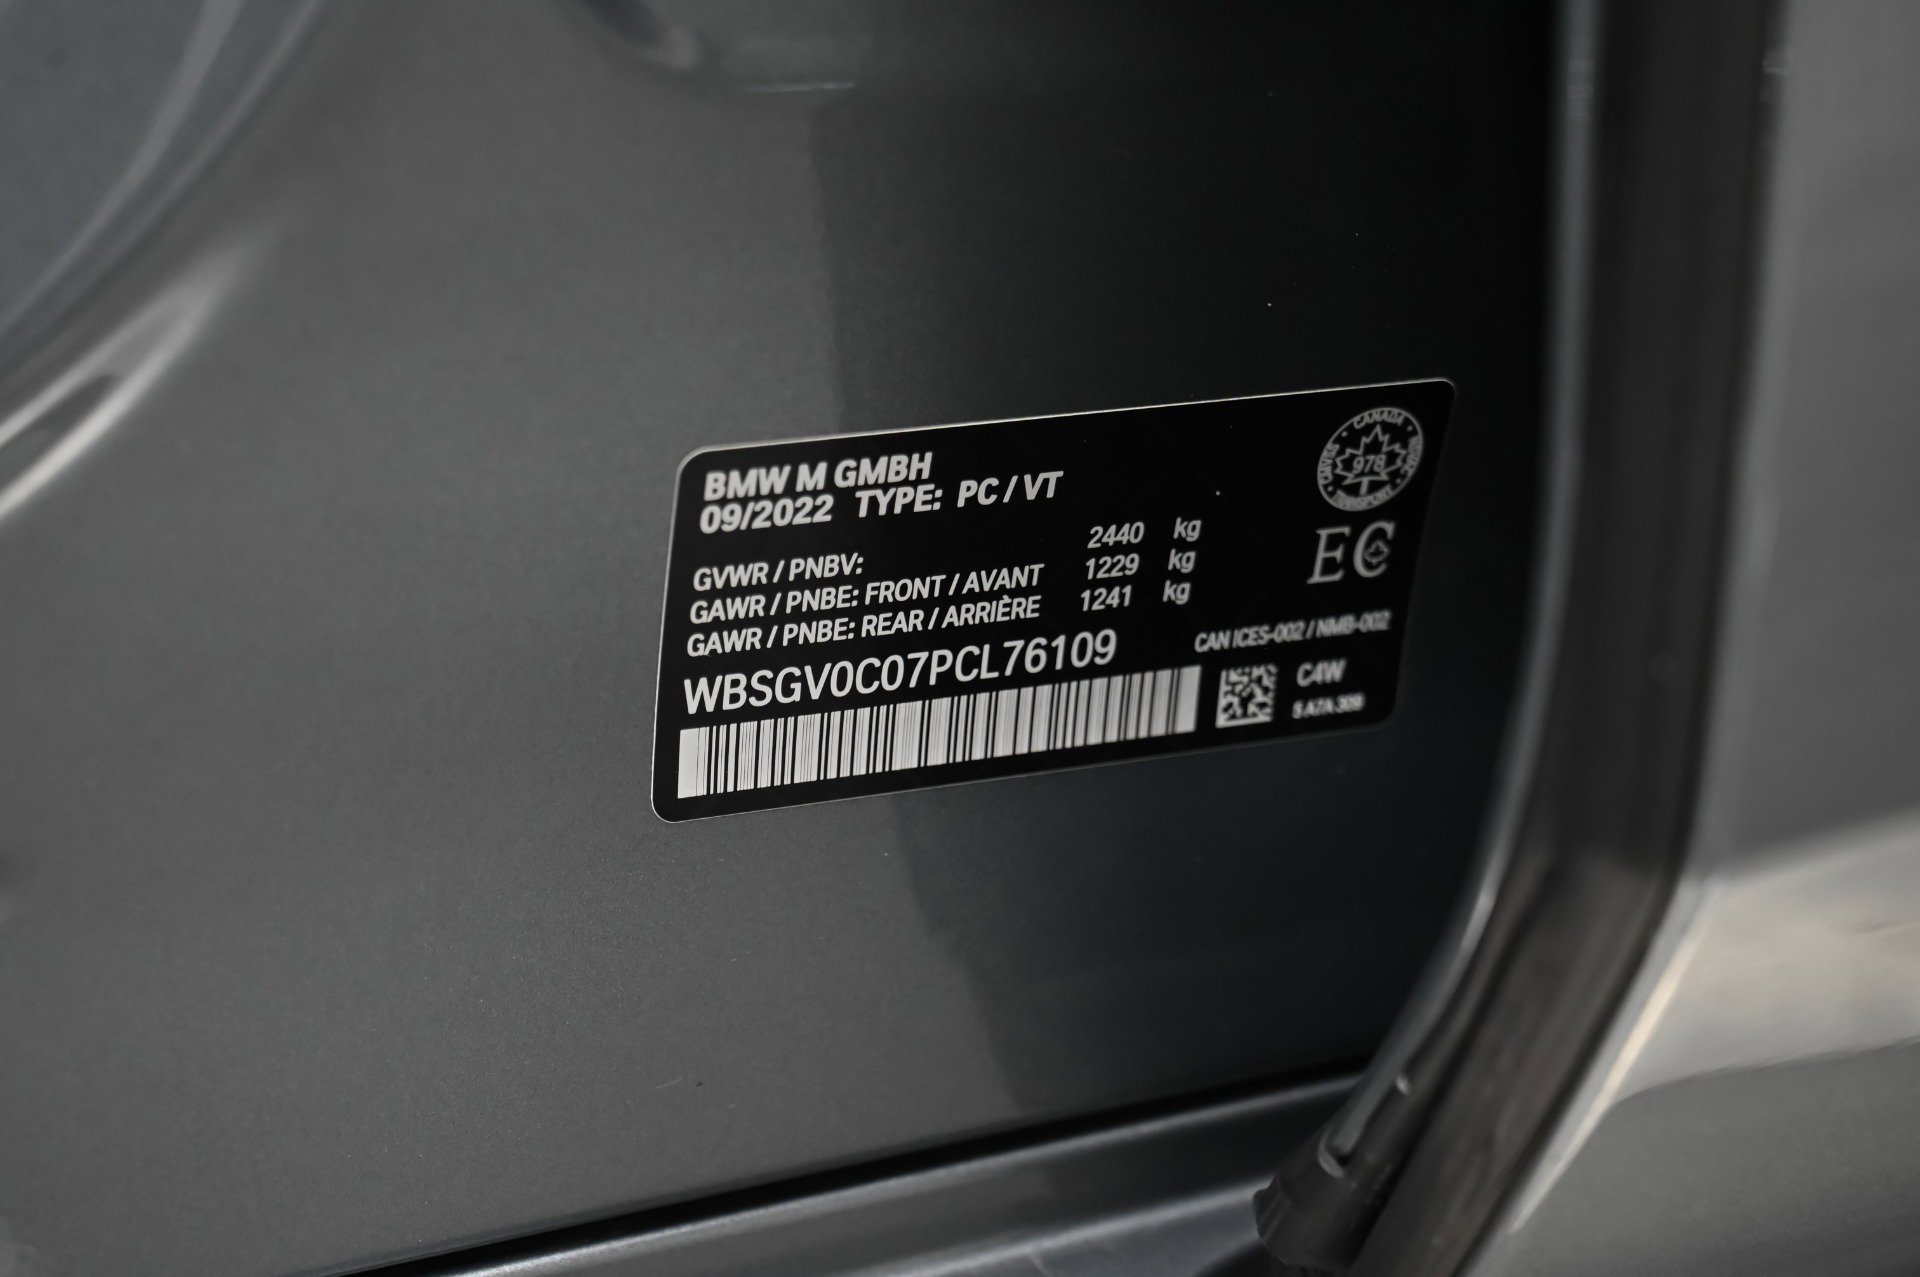 BMW M GMBH
09/2022 TYPE: PC / VT
GVWR / PNBV: 2440 kg
GAWR / PNBE: FRONT / AVANT 1229 kg
GAWR / PNBE: REAR / ARRIÈRE 1241 kg
WBSGV0C07PCL76109
CANADA
978
TRANSPORT
EC
CAN ICES-002 / NMB-002
C4W